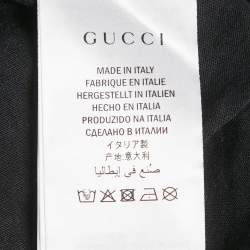 GUCCI
MADE IN ITALY
FABRIQUE EN ITALIE
HERGESTELLT IN ITALIEN
HECHO EN ITALIA
PRODUZIDO NA ITALIA
СДЕЛАНО В ИТАЛИИ
イタリア製
产地:意大利
صنع في إيطاليا